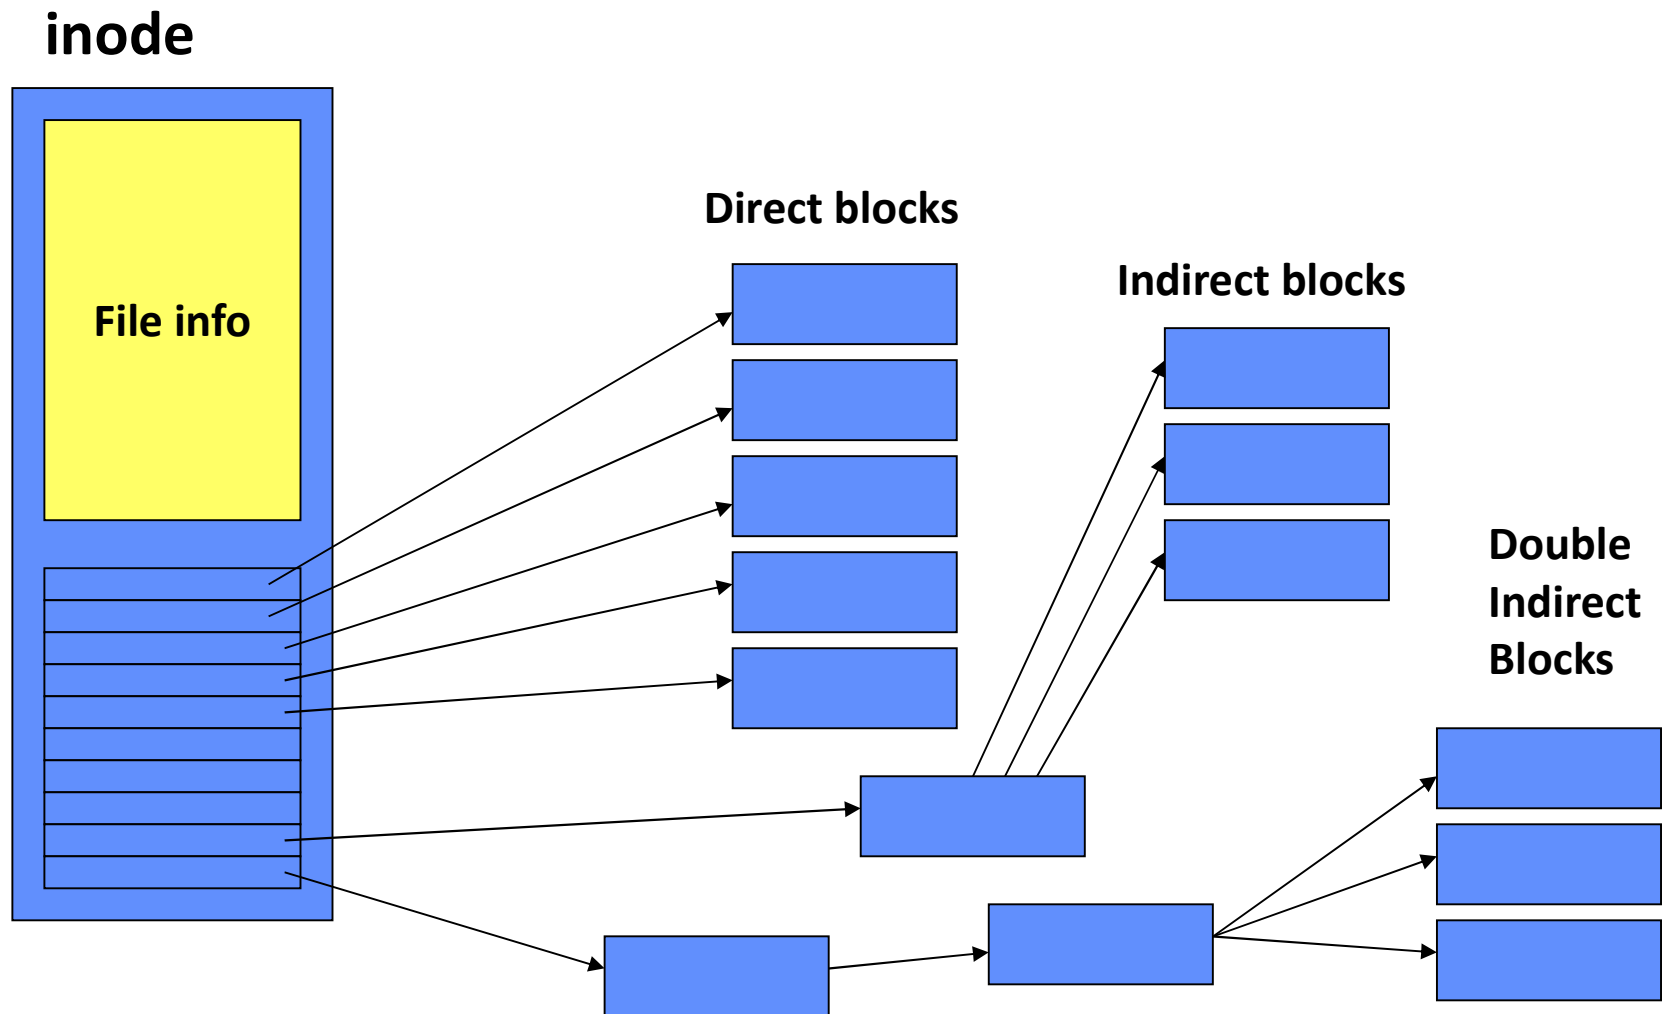 inode
File info
Direct blocks
Indirect blocks
Double
Indirect
Blocks